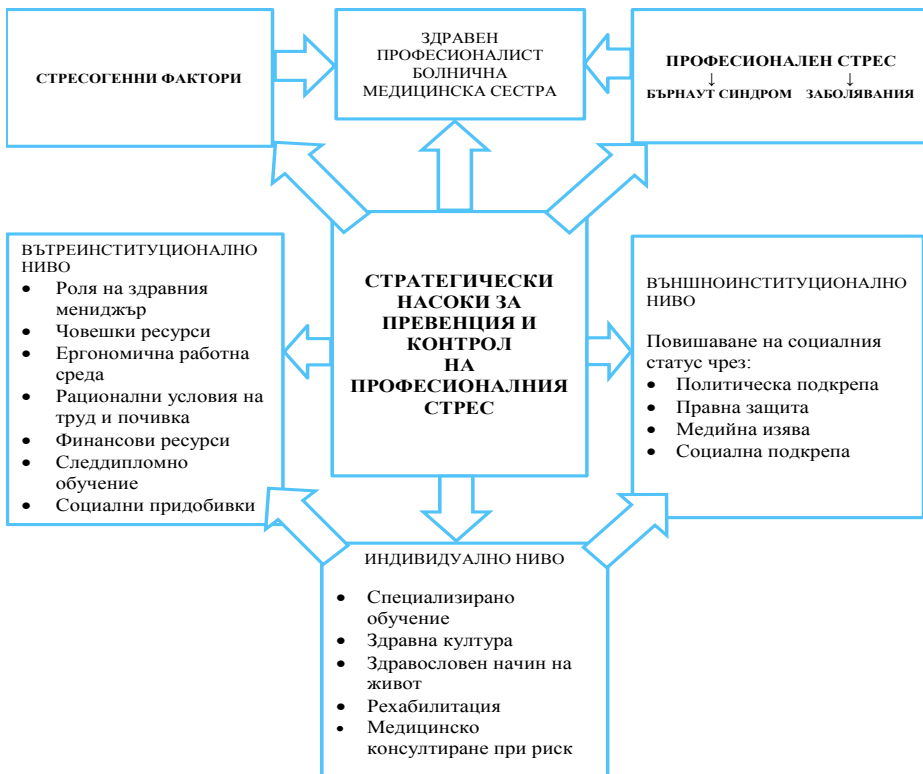 СТРЕСОГЕННИ ФАКТОРИ
ЗДРАВЕН
ПРОФЕСИОНАЛИСТ
БОЛНИЧНА
МЕДИЦИНСКА СЕСТРА
ПРОФЕСИОНАЛЕН СТРЕС
↓ ↓
БЪРНАУТ СИНДРОМ ЗАБОЛЯВАНИЯ
ВЪТРЕИНСТИТУЦИОНАЛНО
НИВО
• Роля на здравния
мениджър
• Човешки ресурси
• Ергономична работна
среда
• Рационални условия на
труд и почивка
• Финансови ресурси
• Следдипломно
обучение
• Социални придобивки
СТРАТЕГИЧЕСКИ
НАСОКИ ЗА
ПРЕВЕНЦИЯ И
КОНТРОЛ
НА
ПРОФЕСИОНАЛНИЯ
СТРЕС
ВЪНШНОИНСТИТУЦИОНАЛНО
НИВО
Повишаване на социалния
статус чрез:
• Политическа подкрепа
• Правна защита
• Медийна изява
• Социална подкрепа
ИНДИВИДУАЛНО НИВО
• Специализирано
обучение
• Здравна култура
• Здравословен начин на
живот
• Рехабилитация
• Медицинско
консултиране при риск